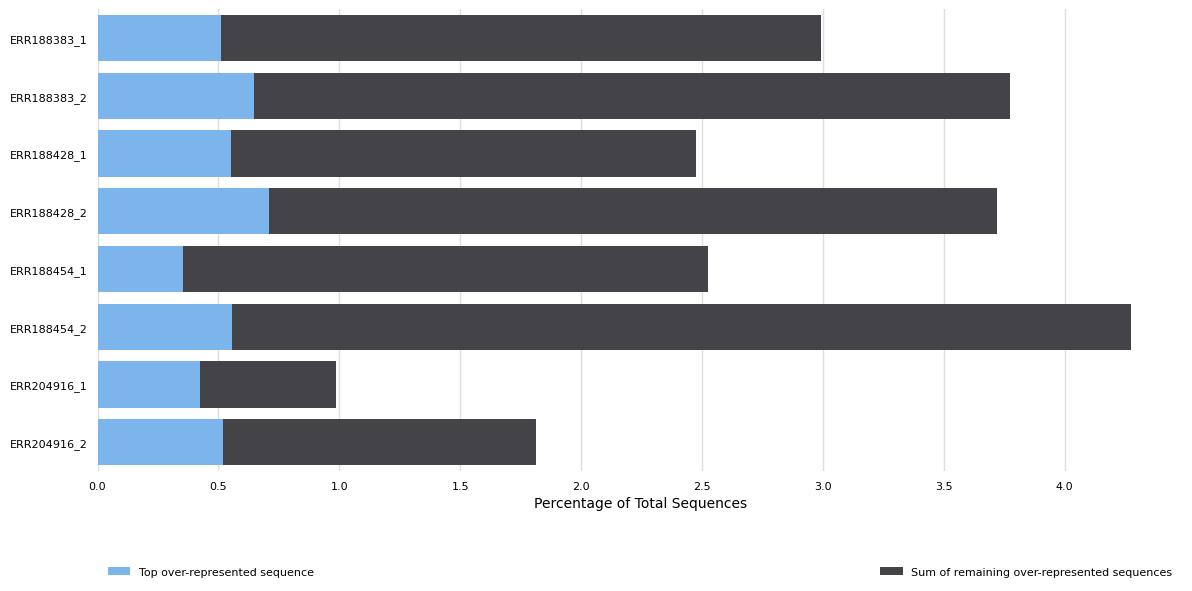 ERR188383_1
ERR188383_2
ERR188428_1
ERR188428_2
ERR188454_1
ERR188454_2
ERR204916_1
ERR204916_2
0.0 0.5 1.0 1.5 2.0 2.5 3.0 3.5 4.0
Percentage of Total Sequences
Top over-represented sequence
Sum of remaining over-represented sequences